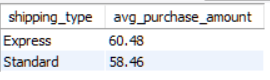 shipping_type avg_purchase_amount
Express 60.48
Standard 58.46